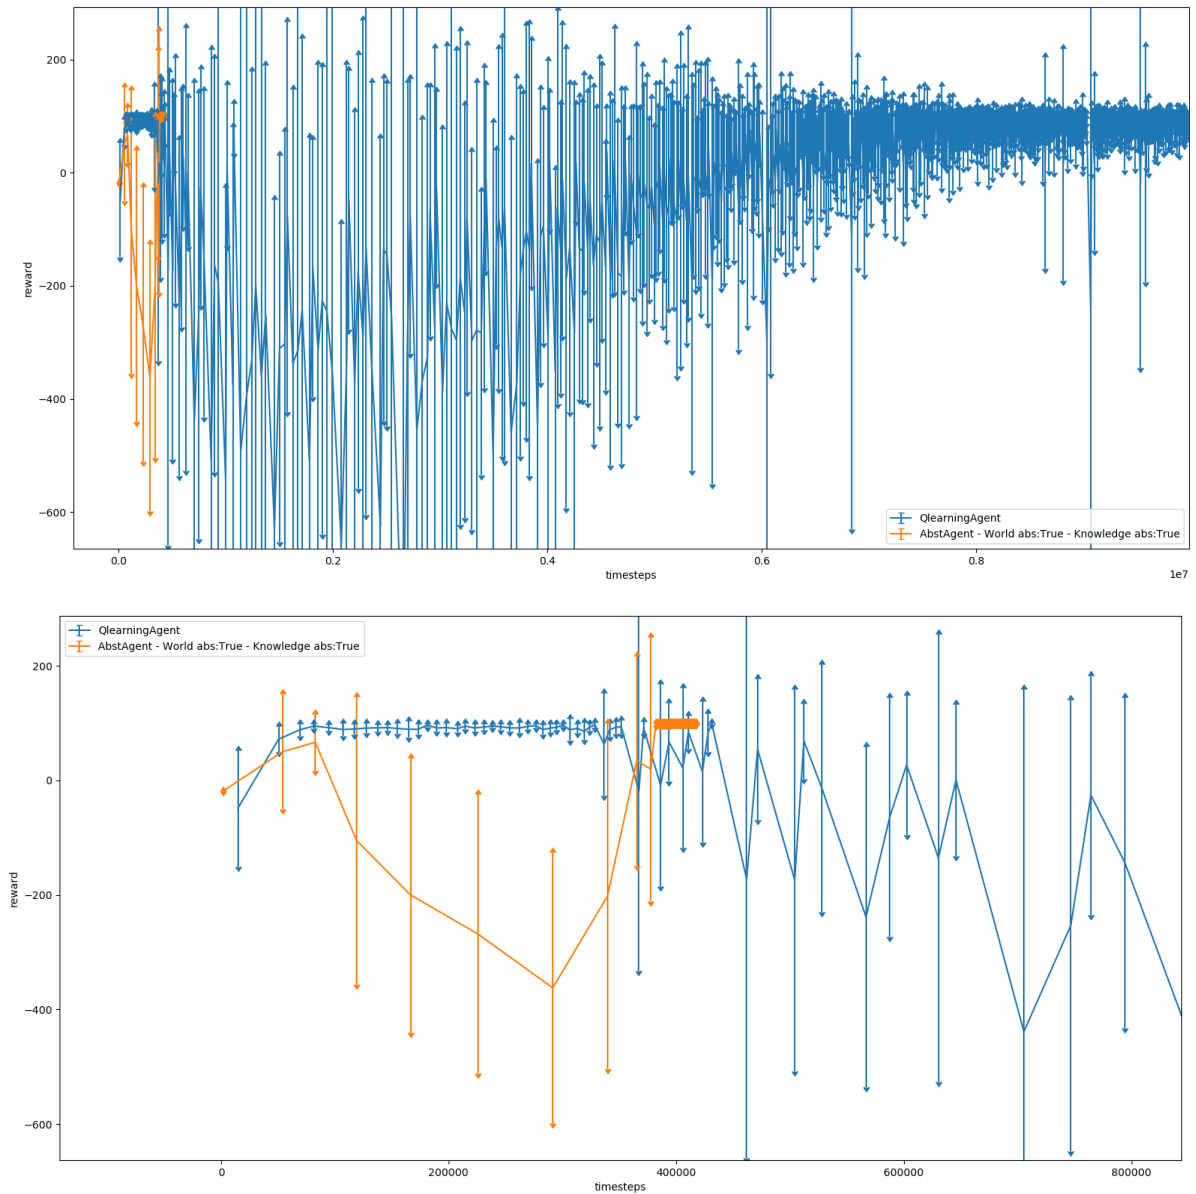 200
0
−200
−400
−600
reward
QlearningAgent
AbstAgent - World abs:True - Knowledge abs:True
0.0 0.2 0.4 0.6 0.8
timesteps
1e7
QlearningAgent
AbstAgent - World abs:True - Knowledge abs:True
200
0
−200
−400
−600
reward
0 200000 400000 600000 800000
timesteps